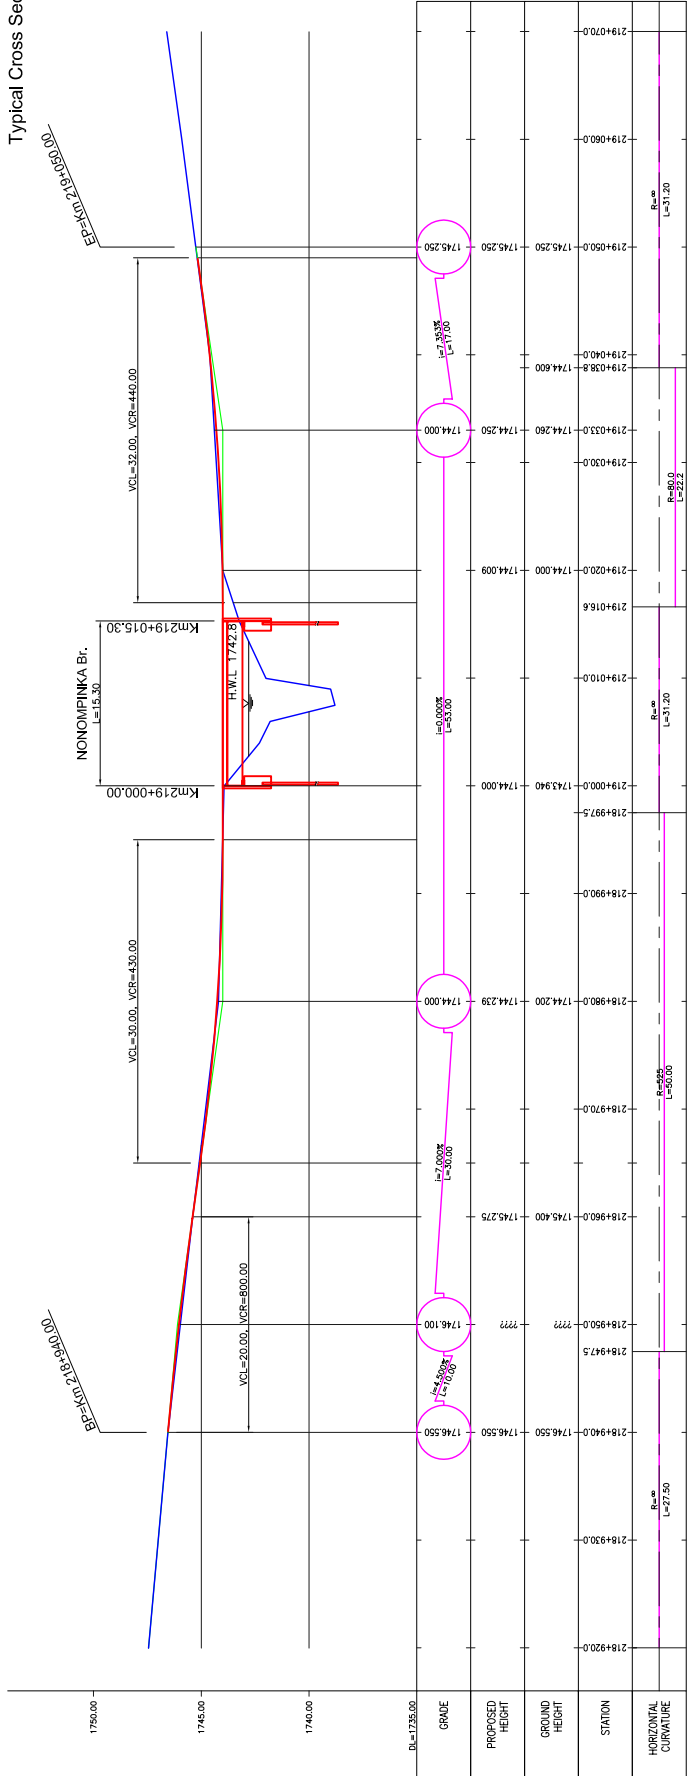 Typical Cross Sec
BP=Km 218+940.00
EP=Km 219+050.00
NONOMPINKA Br.
L=15.30
Km219+000.00
Km219+015.30
H.W.L 1742.8
VCL=20.00, VCR=800.00
VCL=30.00, VCR=430.00
VCL=32.00, VCR=440.00
1750.00
1745.00
1740.00
DL=1735.00
GRADE
1746.550
i=4.500%
L=10.00
1746.100
i=7.000%
L=30.00
1744.000
i=0.000%
L=53.00
1744.000
i=7.353%
L=17.00
1745.250
PROPOSED
HEIGHT
1746.550
????
1745.275
1744.239
1744.000
1744.009
1744.250
1745.250
GROUND
HEIGHT
1746.550
????
1745.400
1744.200
1743.940
1744.000
1744.260
1744.600
1745.250
STATION
218+920.0
218+930.0
218+940.0
218+947.5
218+950.0
218+960.0
218+970.0
218+980.0
218+990.0
218+997.5
219+000.0
219+010.0
219+016.6
219+020.0
219+030.0
219+033.0
219+038.8
219+040.0
219+050.0
219+060.0
219+070.0
HORIZONTAL
CURVATURE
R=∞
L=27.50
R=525
L=50.00
R=∞
L=31.20
R=80.0
L=22.2
R=∞
L=31.20